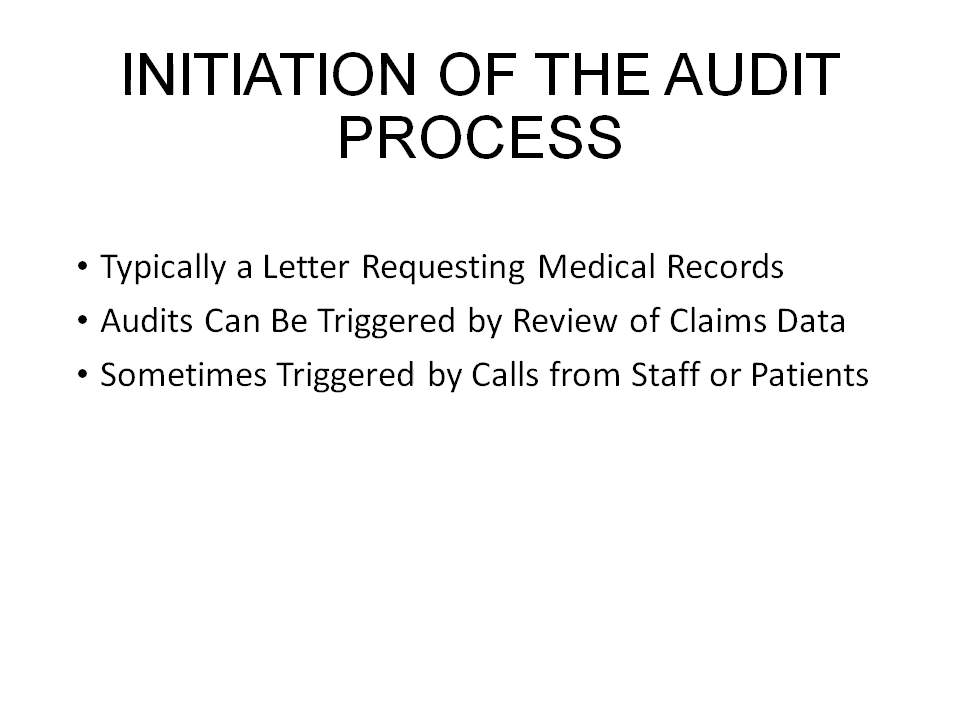 INITIATION OF THE AUDIT
PROCESS
• Typically a Letter Requesting Medical Records
• Audits Can Be Triggered by Review of Claims Data
• Sometimes Triggered by Calls from Staff or Patients